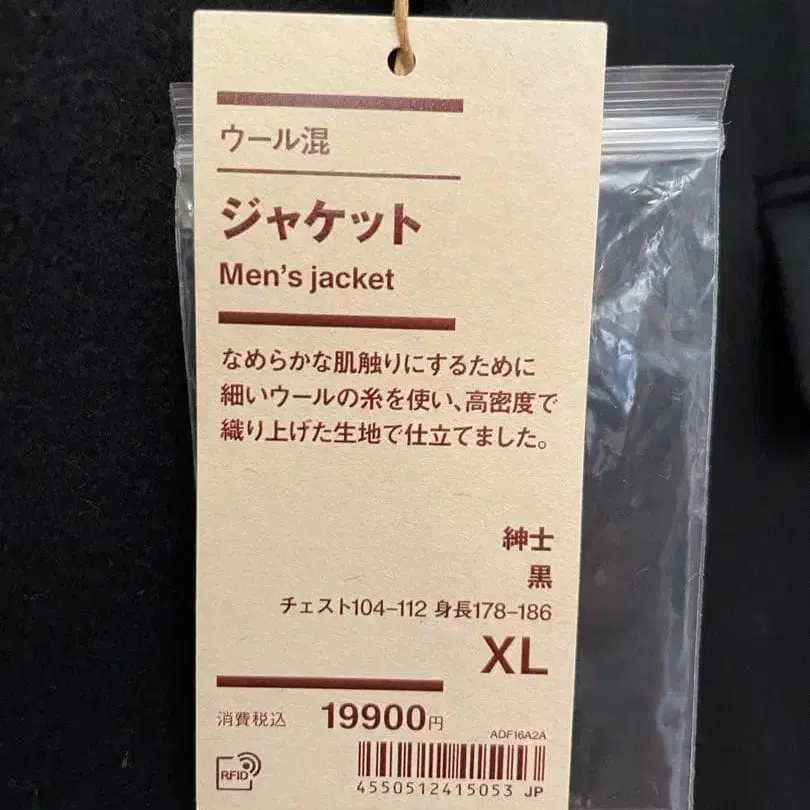 ウール混
ジャケット
Men's jacket
なめらかな肌触りにするために
細いウールの糸を使い、高密度で
織り上げた生地で仕立てました。
紳士
黒
チェスト104-112 身長178-186
XL
消費税込 19900円
ADF16A2A
RFID
4550512415053 JP